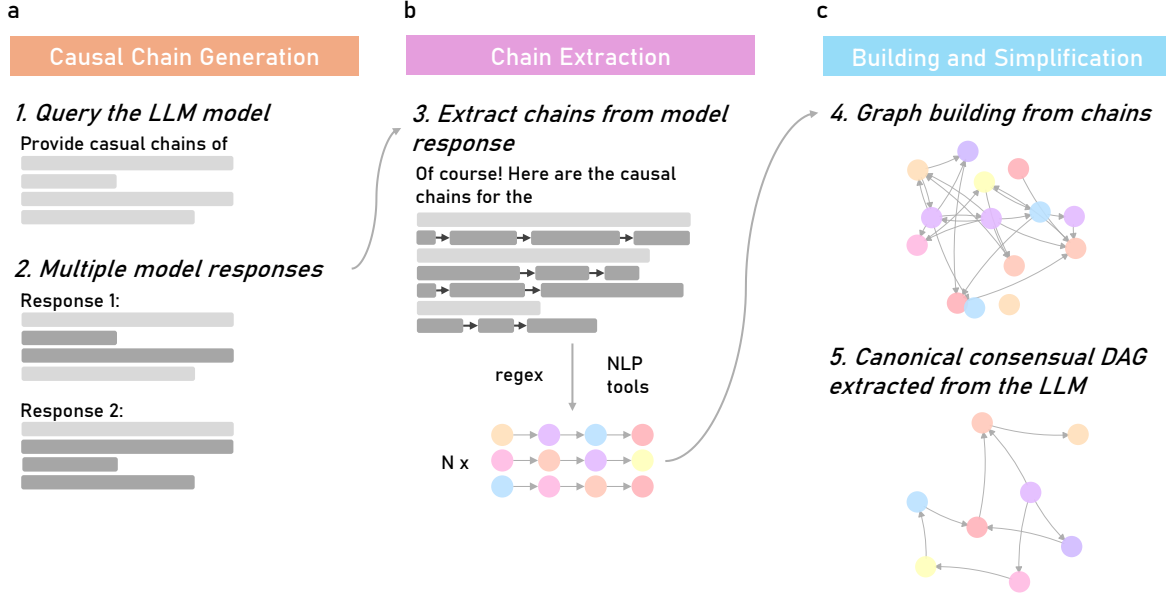 a
Causal Chain Generation
1. Query the LLM model
Provide casual chains of
2. Multiple model responses
Response 1:
Response 2:
b
Chain Extraction
3. Extract chains from model
response
Of course! Here are the causal
chains for the
regex
NLP
tools
N x
c
Building and Simplification
4. Graph building from chains
5. Canonical consensual DAG
extracted from the LLM